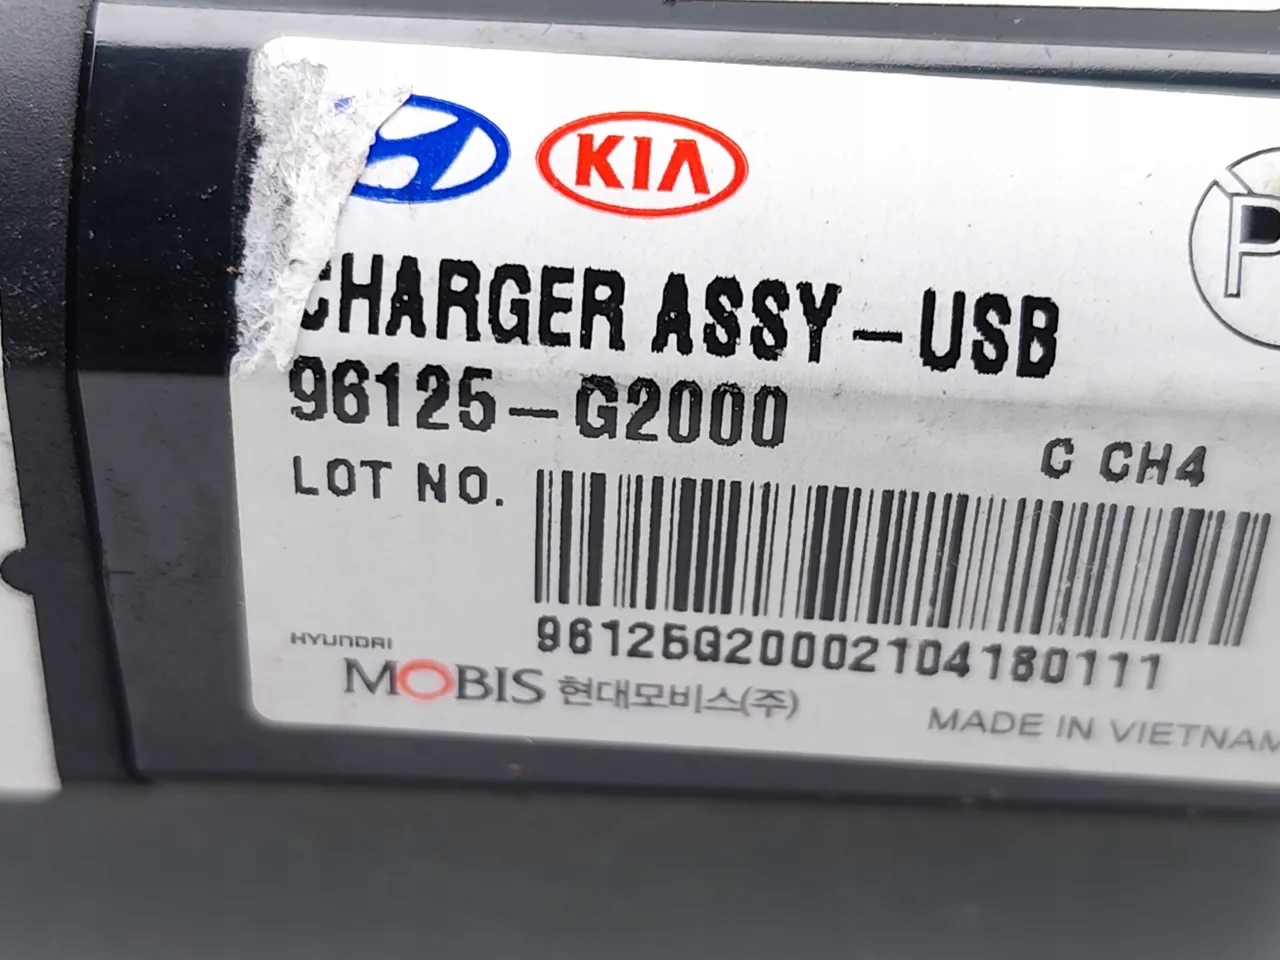 KIA
CHARGER ASSY-USB
96125-G2000
C CH4
LOT NO.
96125G20002104180111
HYUNDAI
MOBIS 현대모비스(주)
MADE IN VIETNAM
P